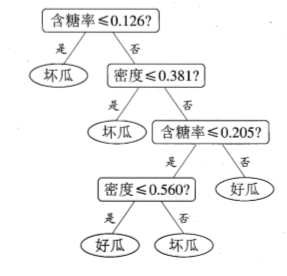 含糖率≤0.126?
是 否
坏瓜 密度≤0.381?
是 否
坏瓜 含糖率≤0.205?
是 否
密度≤0.560? 好瓜
是 否
好瓜 坏瓜